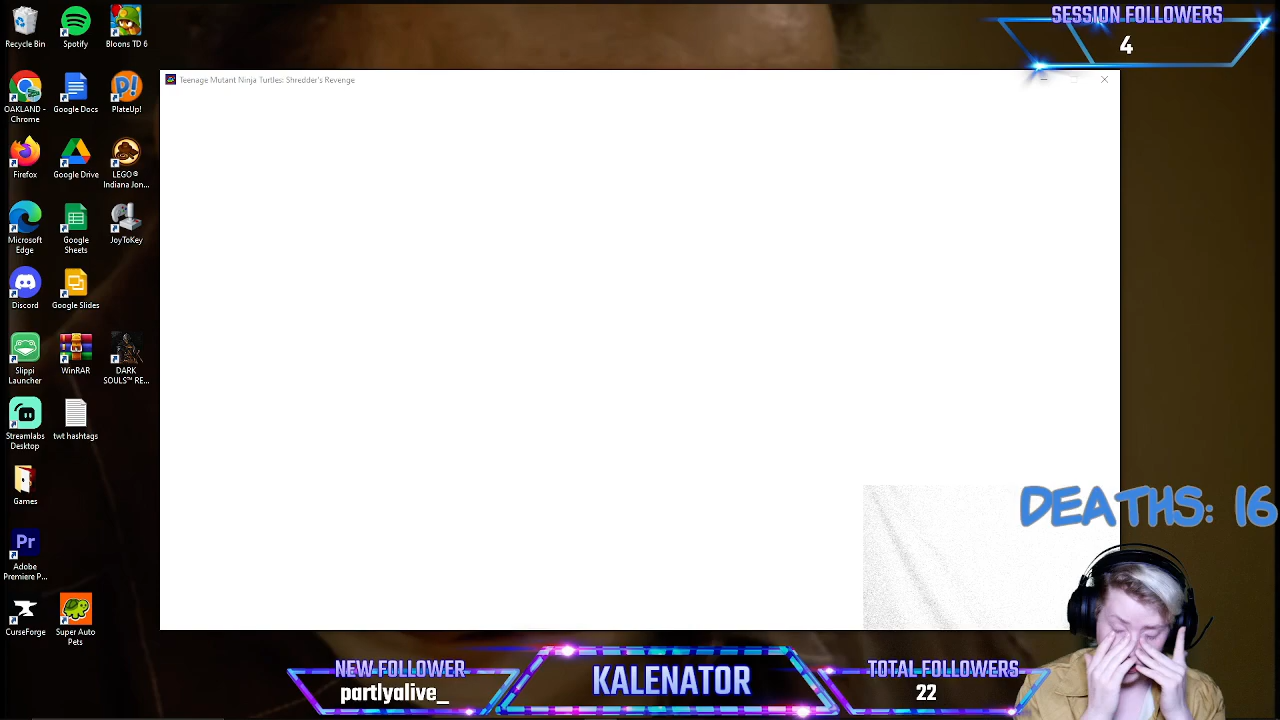 SESSION FOLLOWERS
4
Recycle Bin
Spotify
Bloons TD 6
Teenage Mutant Ninja Turtles: Shredder's Revenge
OAKLAND -
Chrome
Google Docs
PlateUp!
Firefox
Google Drive
LEGO®
Indiana Jon...
Microsoft
Edge
Google
Sheets
JoyToKey
Discord
Google Slides
Slippi
Launcher
WinRAR
DARK
SOULS™ RE...
Streamlabs
Desktop
twt hashtags
Games
DEATHS: 16
Pr
Adobe
Premiere P...
CurseForge
Super Auto
Pets
NEW FOLLOWER
partlyalive_
KALENATOR
TOTAL FOLLOWERS
22